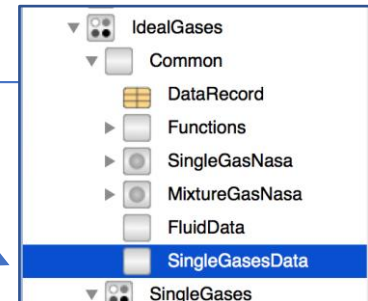 IdealGases
Common
DataRecord
Functions
SingleGasNasa
MixtureGasNasa
FluidData
SingleGasesData
SingleGases